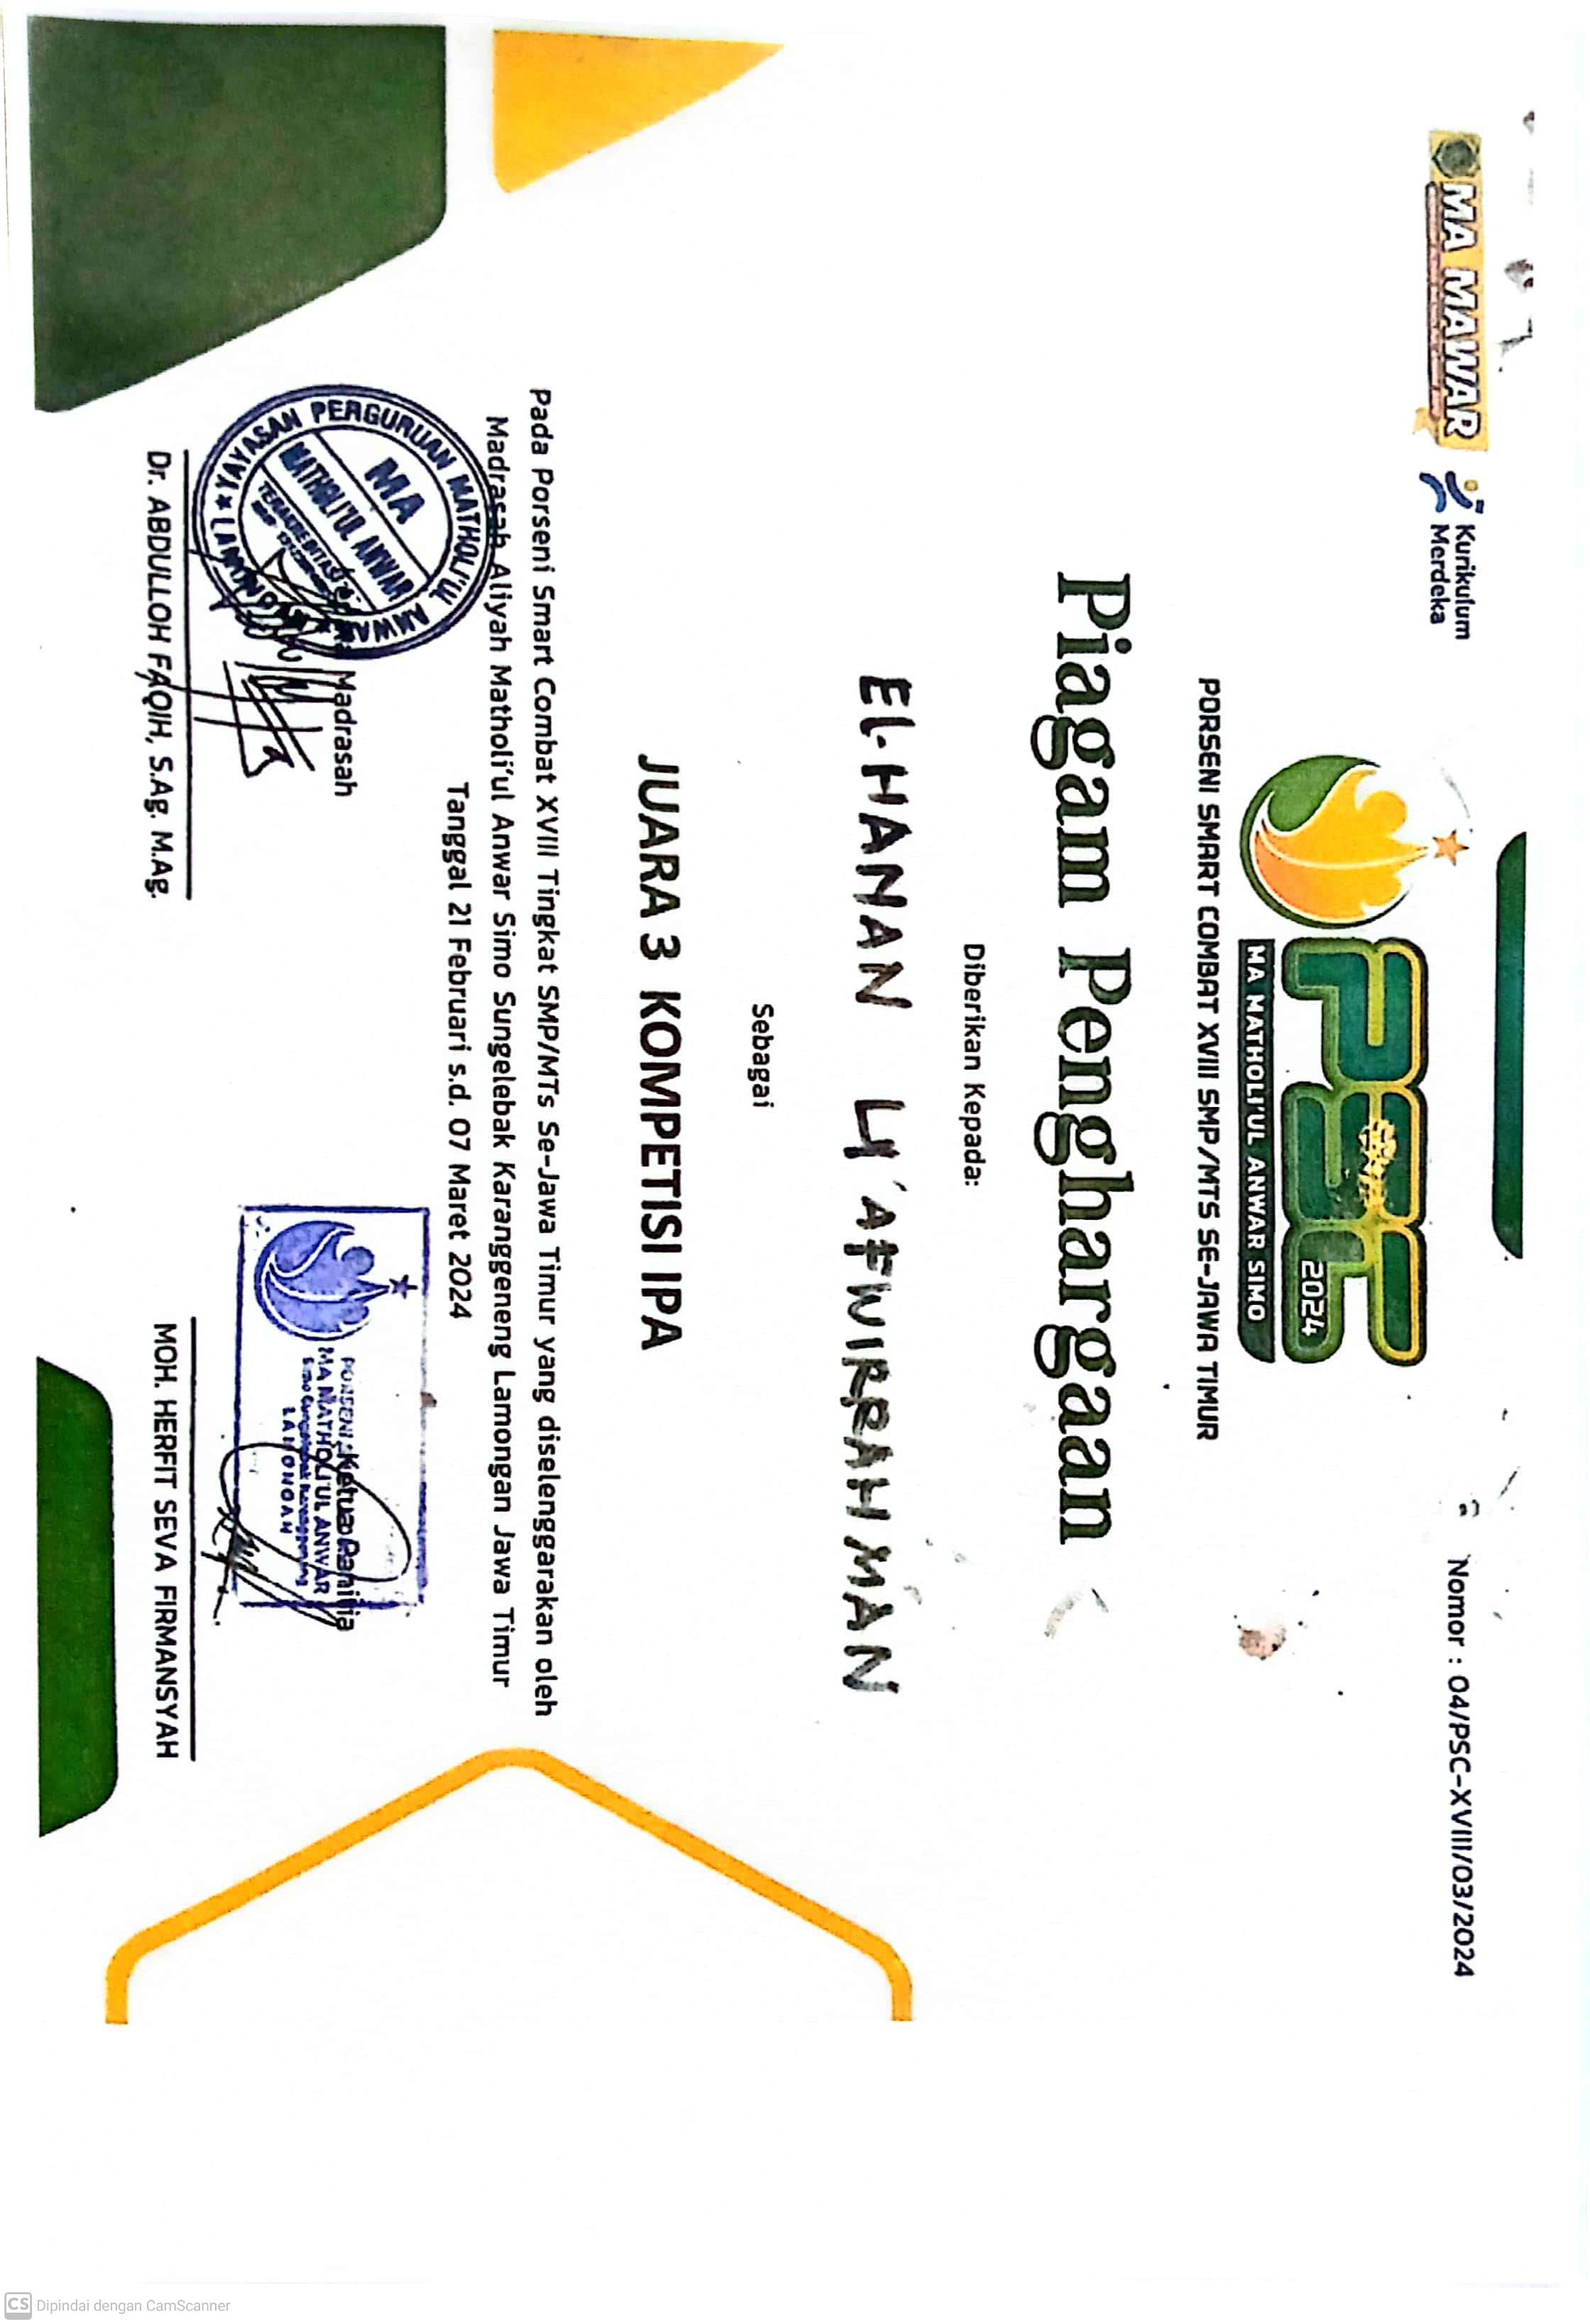 MA MAWAR
Kurikulum
Merdeka
Nomor : 04/PSC-XVIII/03/2024
PSC
2024
MA MATHOLI'UL ANWAR SIMO
PORSENI SMART COMBAT XVIII SMP/MTS SE-JAWA TIMUR
Piagam Penghargaan
Diberikan Kepada:
El-HANAN LI'AFWIRRAHMAN
Sebagai
JUARA 3 KOMPETISI IPA
Pada Porseni Smart Combat XVIII Tingkat SMP/MTs Se-Jawa Timur yang diselenggarakan oleh
Madrasah Aliyah Matholi'ul Anwar Simo Sungelebak Karanggeneng Lamongan Jawa Timur
Tanggal 21 Februari s.d. 07 Maret 2024
Madrasah
YAYASAN PERGURUAN MATHOLI'UL ANWAR
LAMONGAN
MA
MATHOLI'UL ANWAR
Dr. ABDULLOH FAQIH, S.Ag. M.Ag.
Ketua Panitia
PORSENI
MA MATHOLI'UL ANWAR
LAMONGAN
MOH. HERFIT SEVA FIRMANSYAH
CS Dipindai dengan CamScanner